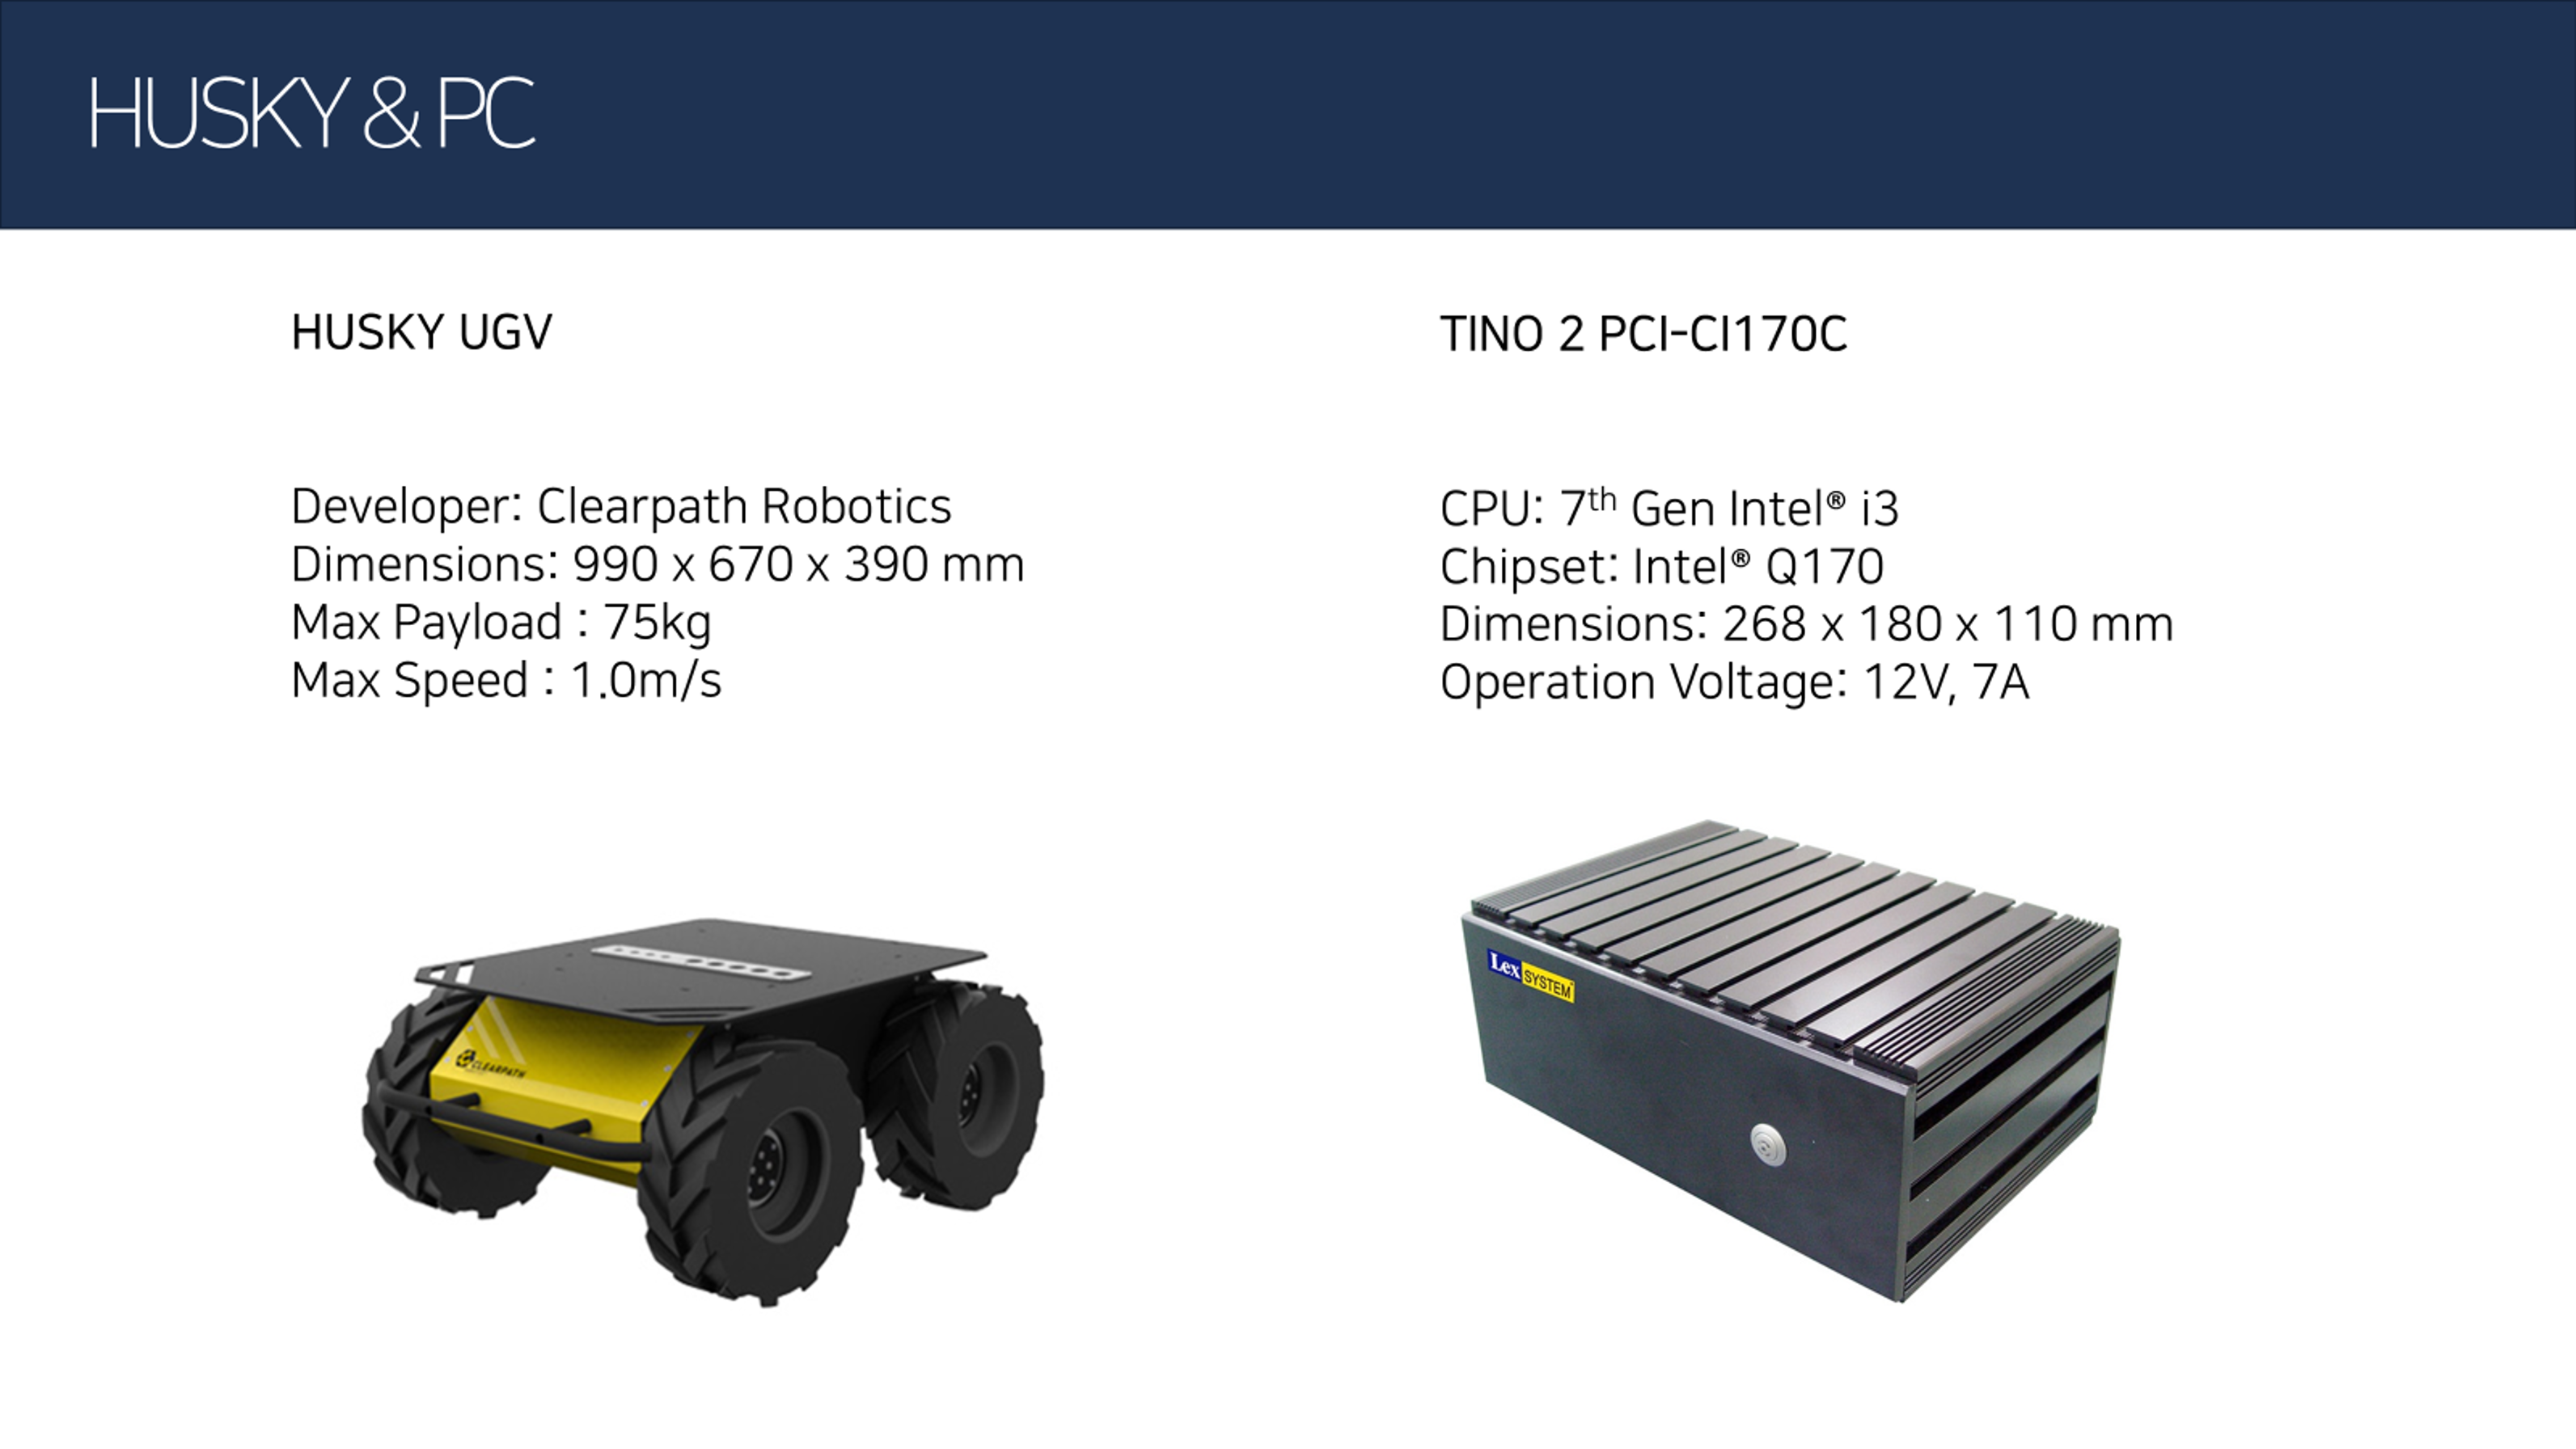 HUSKY & PC
HUSKY UGV
Developer: Clearpath Robotics
Dimensions: 990 x 670 x 390 mm
Max Payload : 75kg
Max Speed : 1.0m/s
CLEARPATH
TINO 2 PCI-CI170C
CPU: 7th Gen Intel® i3
Chipset: Intel® Q170
Dimensions: 268 x 180 x 110 mm
Operation Voltage: 12V, 7A
Lex SYSTEM